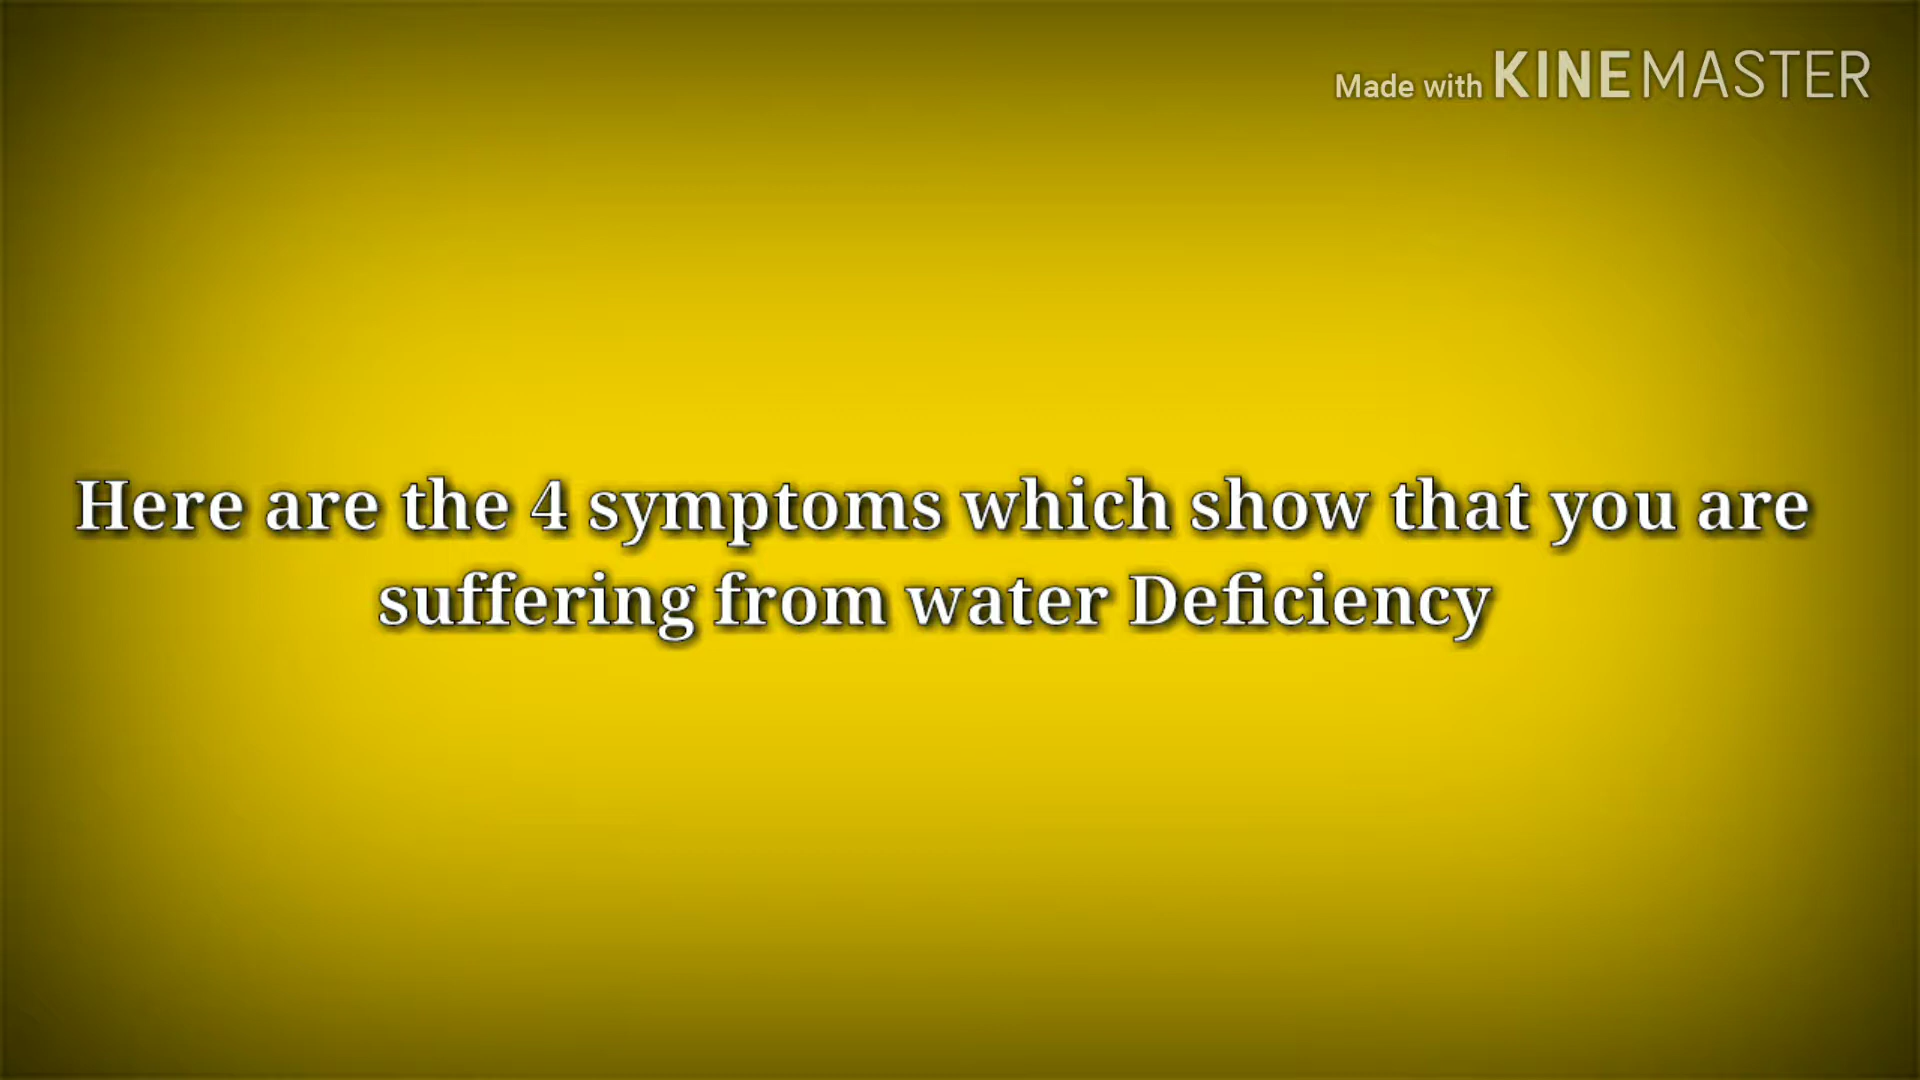 Made with KINEMASTER
Here are the 4 symptoms which show that you are
suffering from water Deficiency